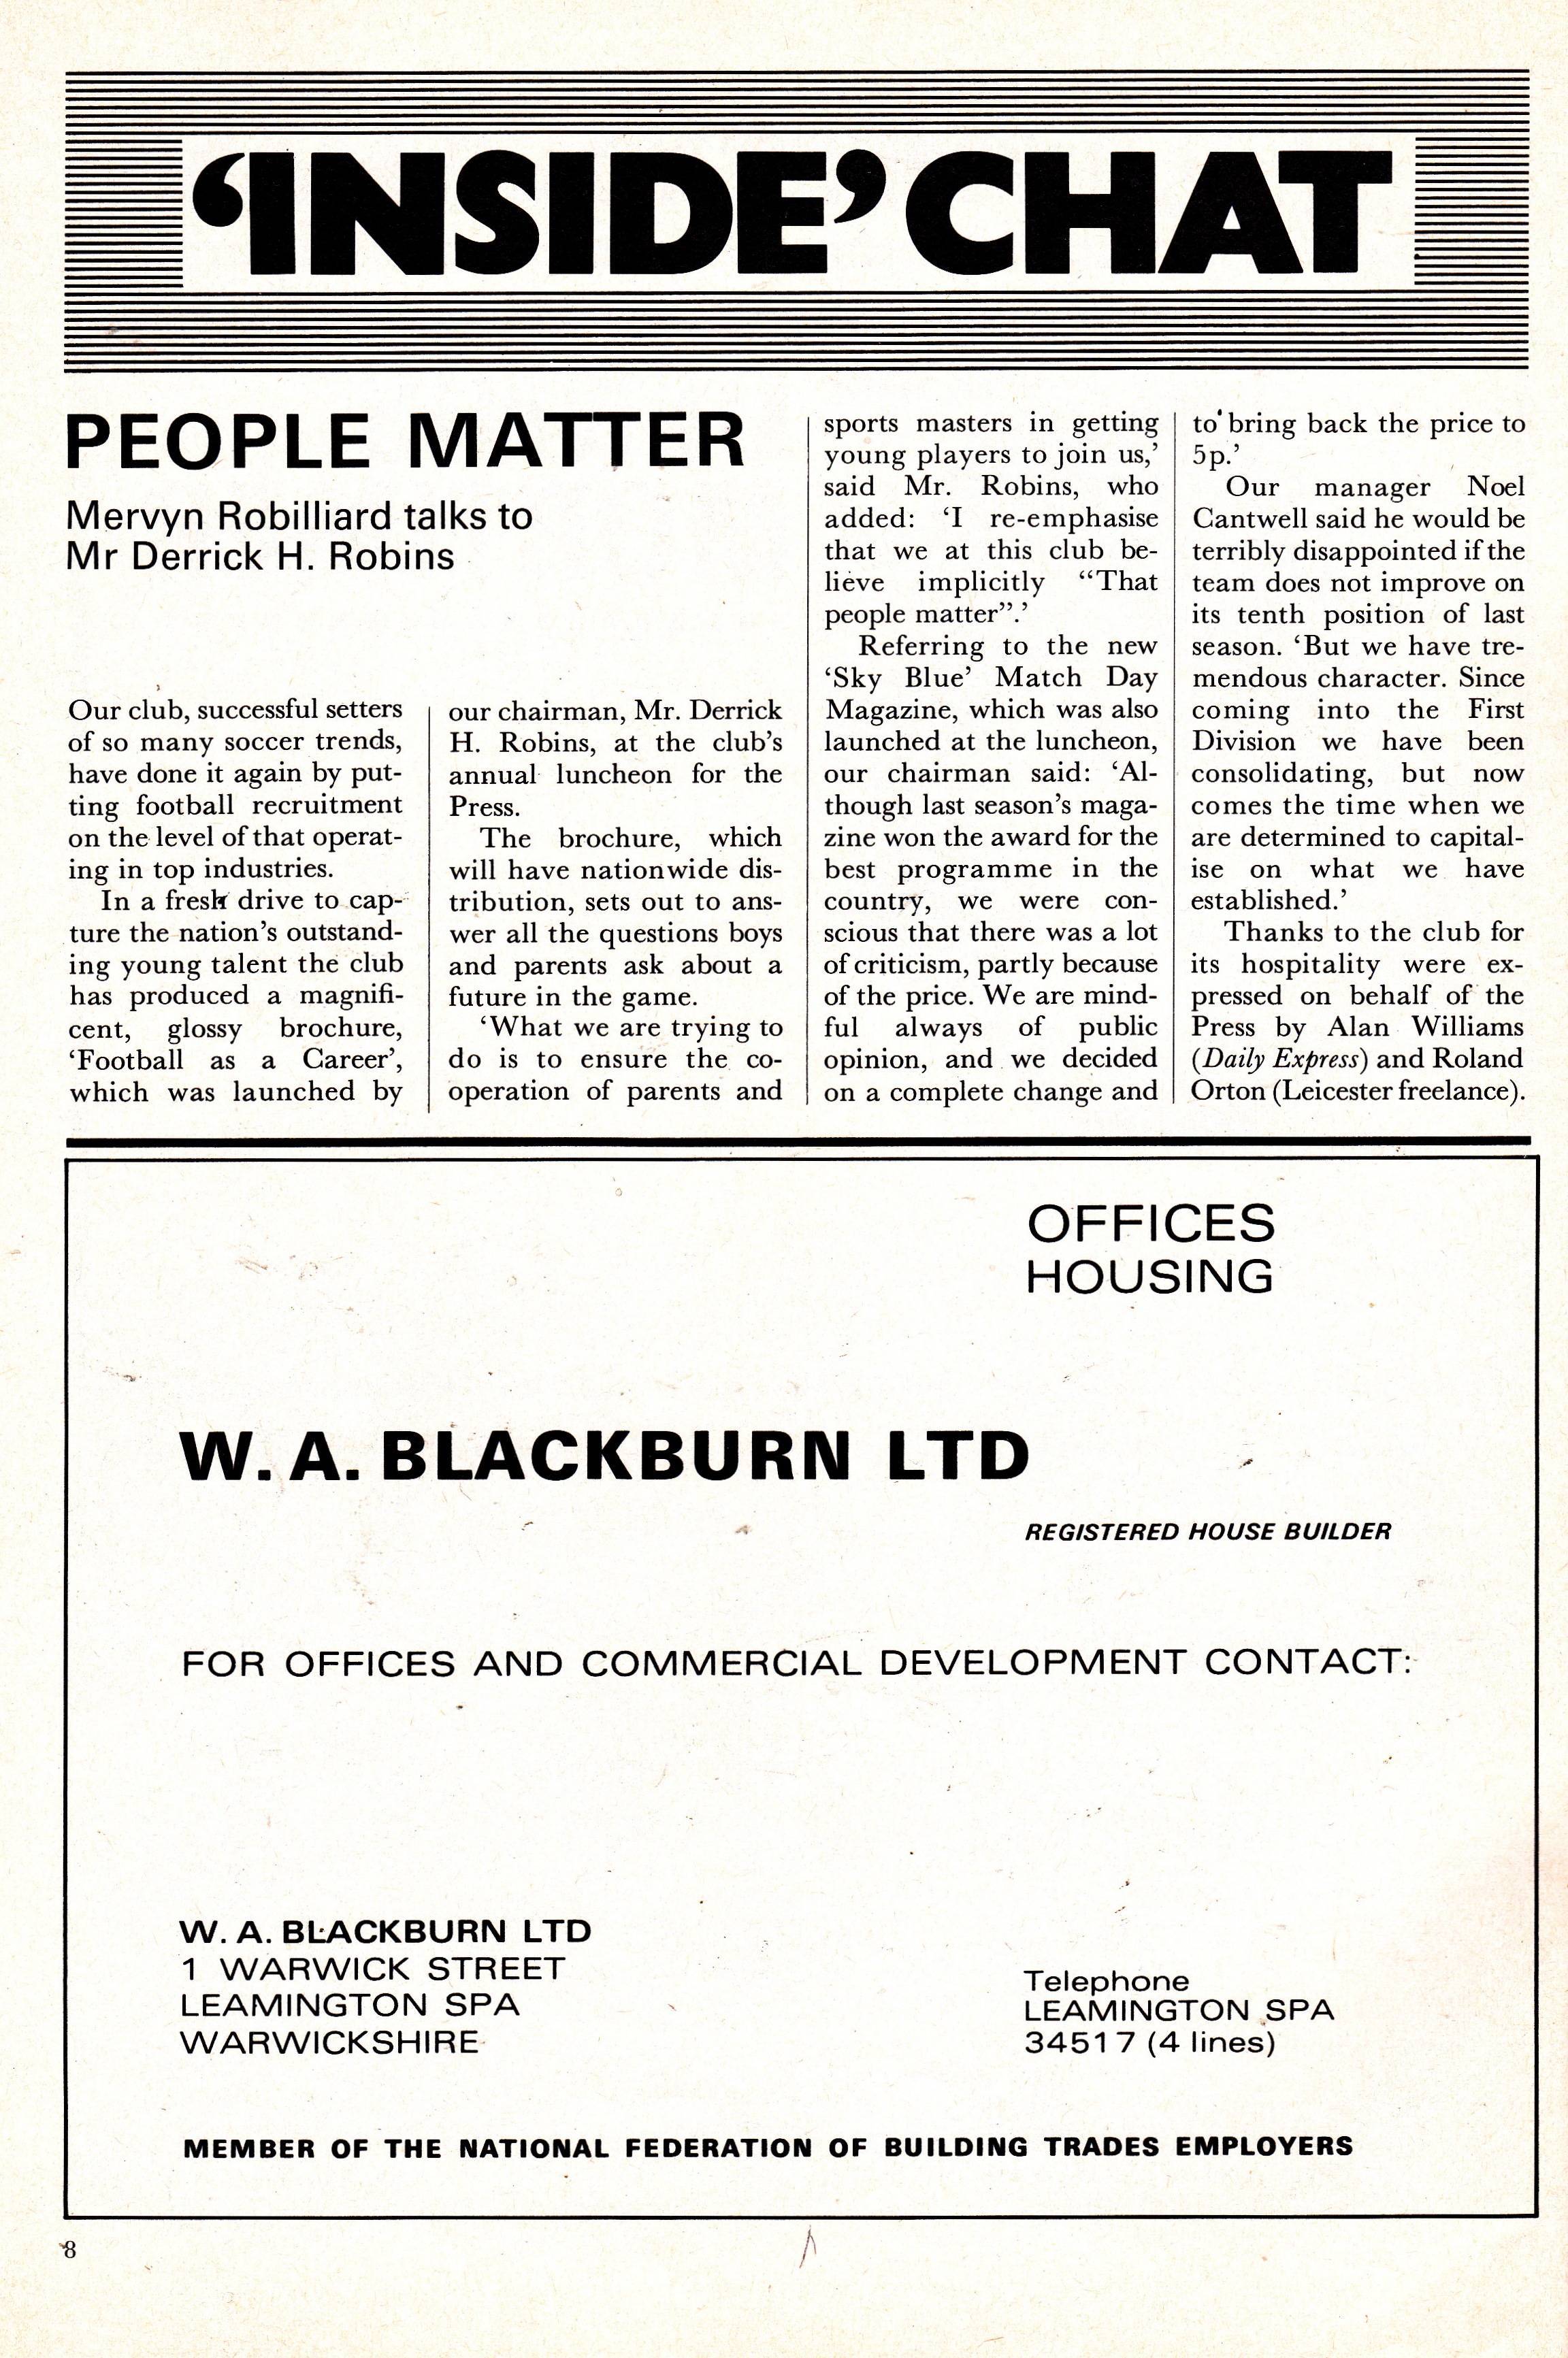 ‘INSIDE’ CHAT
PEOPLE MATTER
Mervyn Robilliard talks to
Mr Derrick H. Robins
Our club, successful setters
of so many soccer trends,
have done it again by put-
ting football recruitment
on the level of that operat-
ing in top industries.
In a fresh drive to cap-
ture the nation’s outstand-
ing young talent the club
has produced a magnifi-
cent, glossy brochure,
‘Football as a Career’,
which was launched by
our chairman, Mr. Derrick
H. Robins, at the club’s
annual luncheon for the
Press.
The brochure, which
will have nationwide dis-
tribution, sets out to ans-
wer all the questions boys
and parents ask about a
future in the game.
‘What we are trying to
do is to ensure the co-
operation of parents and
sports masters in getting
young players to join us,’
said Mr. Robins, who
added: ‘I re-emphasise
that we at this club be-
lieve implicitly “That
people matter”.’
Referring to the new
‘Sky Blue’ Match Day
Magazine, which was also
launched at the luncheon,
our chairman said: ‘Al-
though last season’s maga-
zine won the award for the
best programme in the
country, we were con-
scious that there was a lot
of criticism, partly because
of the price. We are mind-
ful always of public
opinion, and we decided
on a complete change and
to bring back the price to
5p.’
Our manager Noel
Cantwell said he would be
terribly disappointed if the
team does not improve on
its tenth position of last
season. ‘But we have tre-
mendous character. Since
coming into the First
Division we have been
consolidating, but now
comes the time when we
are determined to capital-
ise on what we have
established.’
Thanks to the club for
its hospitality were ex-
pressed on behalf of the
Press by Alan Williams
(Daily Express) and Roland
Orton (Leicester freelance).
OFFICES
HOUSING
W. A. BLACKBURN LTD
REGISTERED HOUSE BUILDER
FOR OFFICES AND COMMERCIAL DEVELOPMENT CONTACT:
W. A. BLACKBURN LTD
1 WARWICK STREET
LEAMINGTON SPA
WARWICKSHIRE
Telephone
LEAMINGTON SPA
34517 (4 lines)
MEMBER OF THE NATIONAL FEDERATION OF BUILDING TRADES EMPLOYERS
8